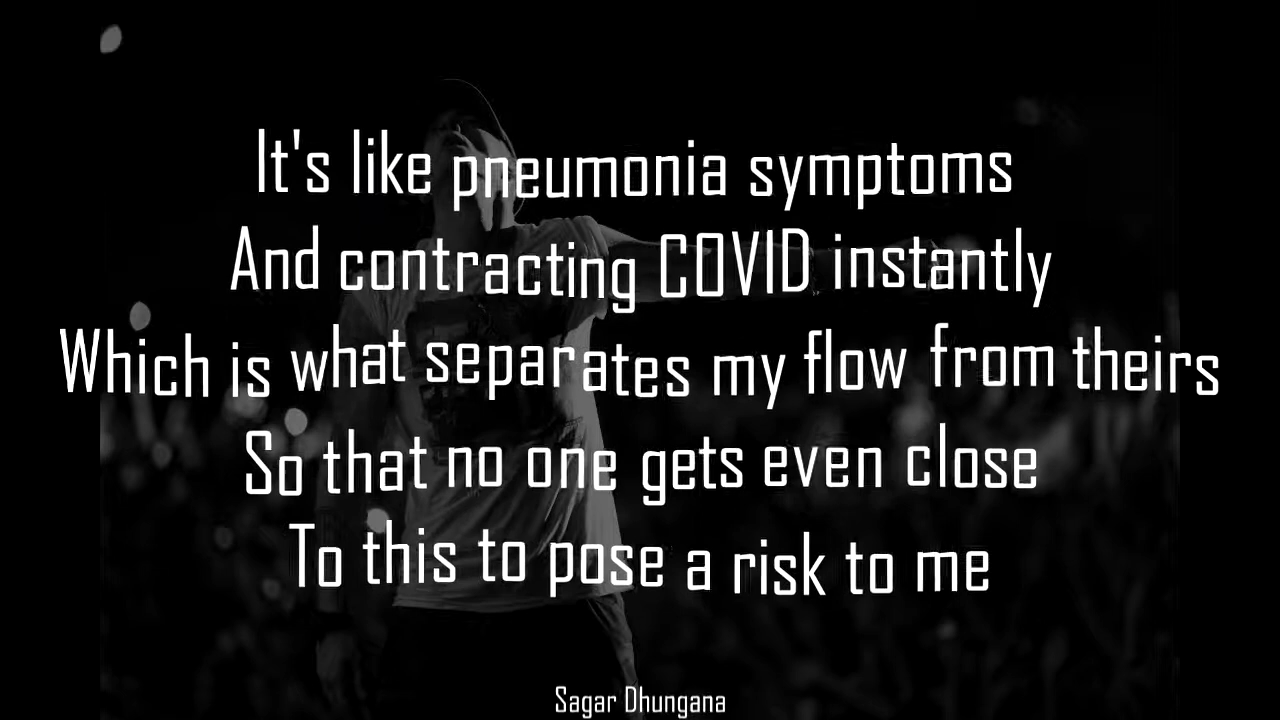 It's like pneumonia symptoms
And contracting COVID instantly
Which is what separates my flow from theirs
So that no one gets even close
To this to pose a risk to me
Sagar Dhungana